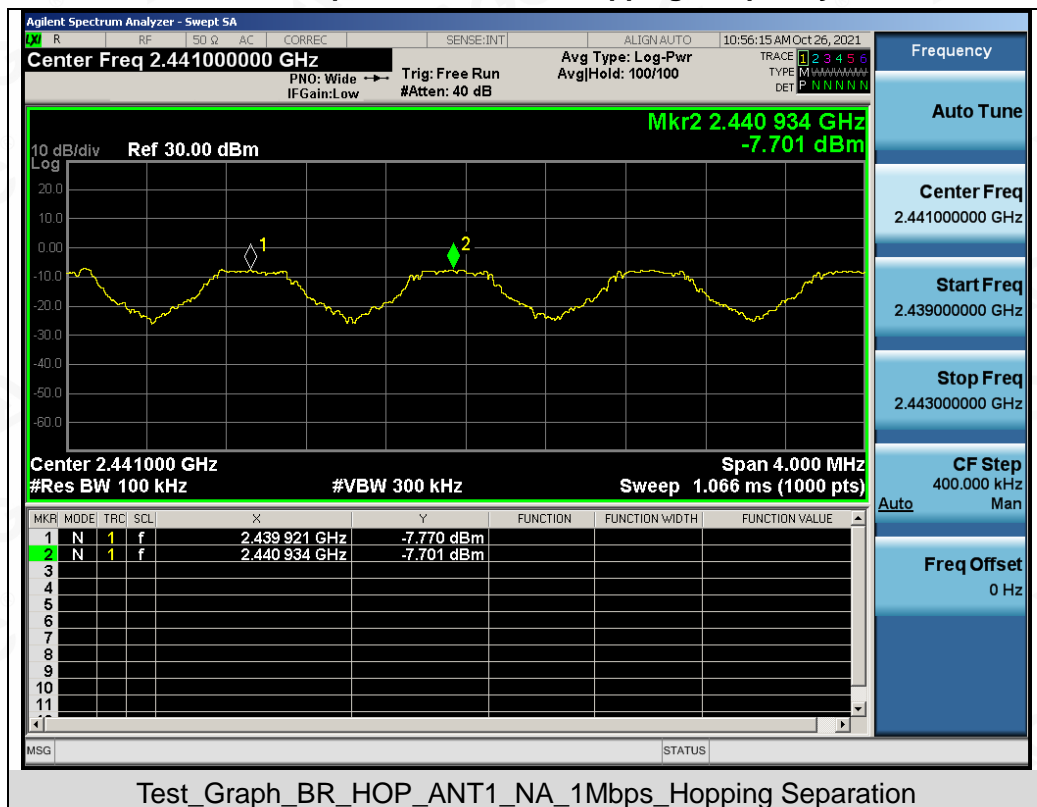 Agilent Spectrum Analyzer - Swept SA
LXI R RF 50 Ω AC CORREC SENSE:INT ALIGN AUTO 10:56:15 AM Oct 26, 2021
Center Freq 2.441000000 GHz
PNO: Wide
IFGain:Low
Trig: Free Run
#Atten: 40 dB
Avg Type: Log-Pwr
Avg|Hold: 100/100
TRACE 1 2 3 4 5 6
TYPE M
DET P N N N N N
Mkr2 2.440 934 GHz
-7.701 dBm
10 dB/div Ref 30.00 dBm
Log
20.0
10.0
0.00
-10.0
-20.0
-30.0
-40.0
-50.0
-60.0
1
2
Center 2.441000 GHz Span 4.000 MHz
#Res BW 100 kHz #VBW 300 kHz Sweep 1.066 ms (1000 pts)
MKR MODE TRC SCL X Y FUNCTION FUNCTION WIDTH FUNCTION VALUE
1 N 1 f 2.439 921 GHz -7.770 dBm
2 N 1 f 2.440 934 GHz -7.701 dBm
3
4
5
6
7
8
9
10
11
MSG STATUS
Frequency
Auto Tune
Center Freq
2.441000000 GHz
Start Freq
2.439000000 GHz
Stop Freq
2.443000000 GHz
CF Step
400.000 kHz
Auto Man
Freq Offset
0 Hz
Test_Graph_BR_HOP_ANT1_NA_1Mbps_Hopping Separation